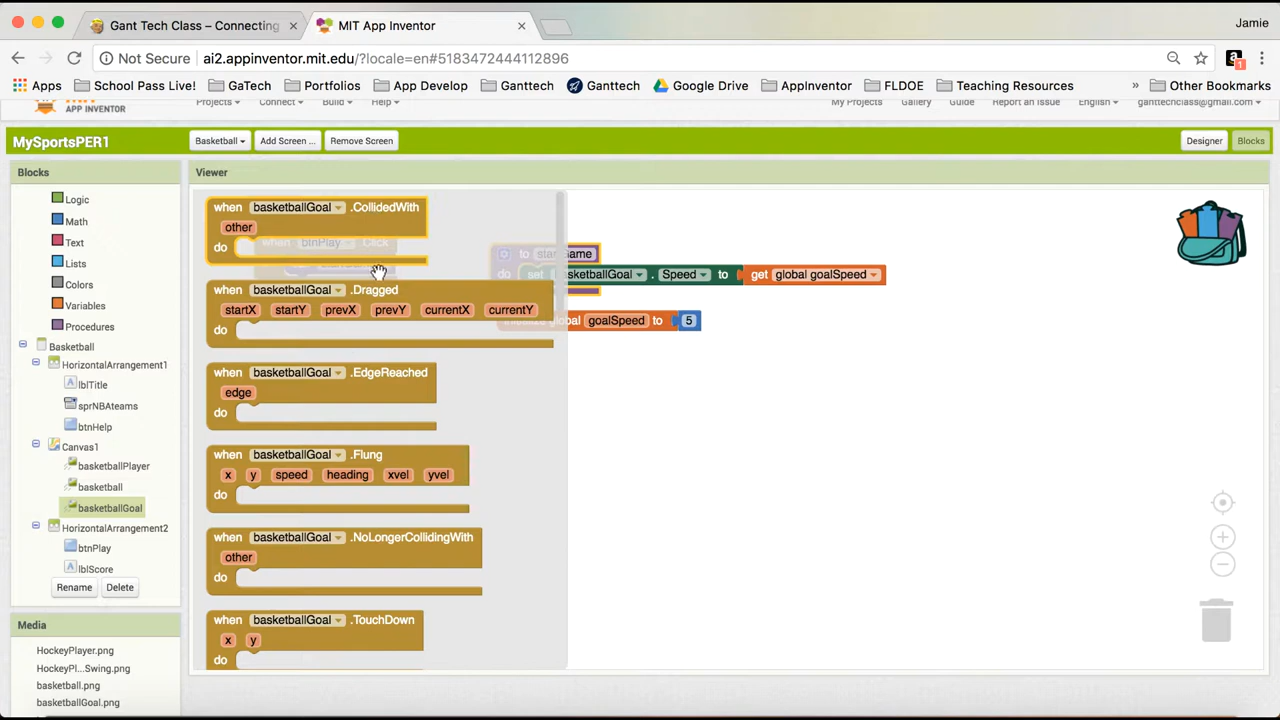 Gant Tech Class – Connecting
MIT App Inventor
Jamie
Not Secure
ai2.appinventor.mit.edu/?locale=en#5183472444112896
1
Apps
School Pass Live!
GaTech
Portfolios
App Develop
Ganttech
Ganttech
Google Drive
AppInventor
FLDOE
Teaching Resources
»
Other Bookmarks
APP INVENTOR
Projects
Connect
Build
Help
My Projects
Gallery
Guide
Report an Issue
English
ganttechclass@gmail.com
MySportsPER1
Basketball
Add Screen ...
Remove Screen
Designer
Blocks
Blocks
Viewer
Logic
Math
Text
Lists
Colors
Variables
Procedures
Basketball
HorizontalArrangement1
lblTitle
sprNBAteams
btnHelp
Canvas1
basketballPlayer
basketball
basketballGoal
HorizontalArrangement2
btnPlay
lblScore
Rename
Delete
Media
HockeyPlayer.png
HockeyPl...Swing.png
basketball.png
basketballGoal.png
when basketballGoal .CollidedWith
other
do
when btnPlay .Click
when basketballGoal .Dragged
startX startY prevX prevY currentX currentY
do
when basketballGoal .EdgeReached
edge
do
when basketballGoal .Flung
x y speed heading xvel yvel
do
when basketballGoal .NoLongerCollidingWith
other
do
when basketballGoal .TouchDown
x y
do
to
do set sketballGoal . Speed to get global goalSpeed
goalSpeed to 5